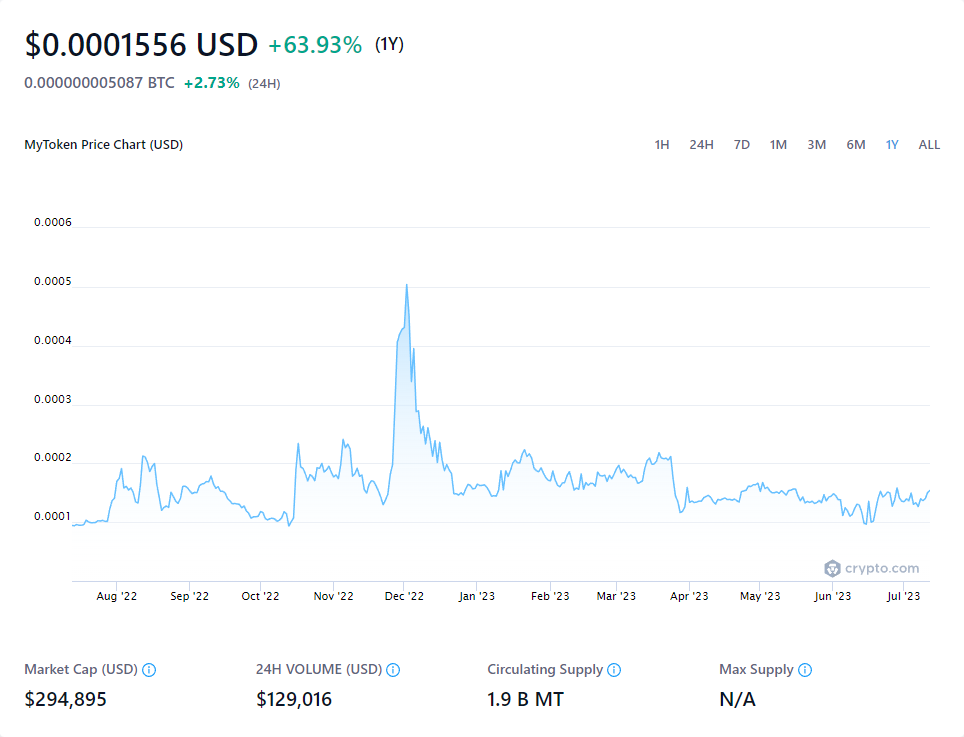 $0.0001556 USD +63.93% (1Y)
0.000000005087 BTC +2.73% (24H)
MyToken Price Chart (USD) 1H 24H 7D 1M 3M 6M 1Y ALL
0.0006
0.0005
0.0004
0.0003
0.0002
0.0001
crypto.com
Aug '22 Sep '22 Oct '22 Nov '22 Dec '22 Jan '23 Feb '23 Mar '23 Apr '23 May '23 Jun '23 Jul '23
Market Cap (USD) 24H VOLUME (USD) Circulating Supply Max Supply
$294,895 $129,016 1.9 B MT N/A